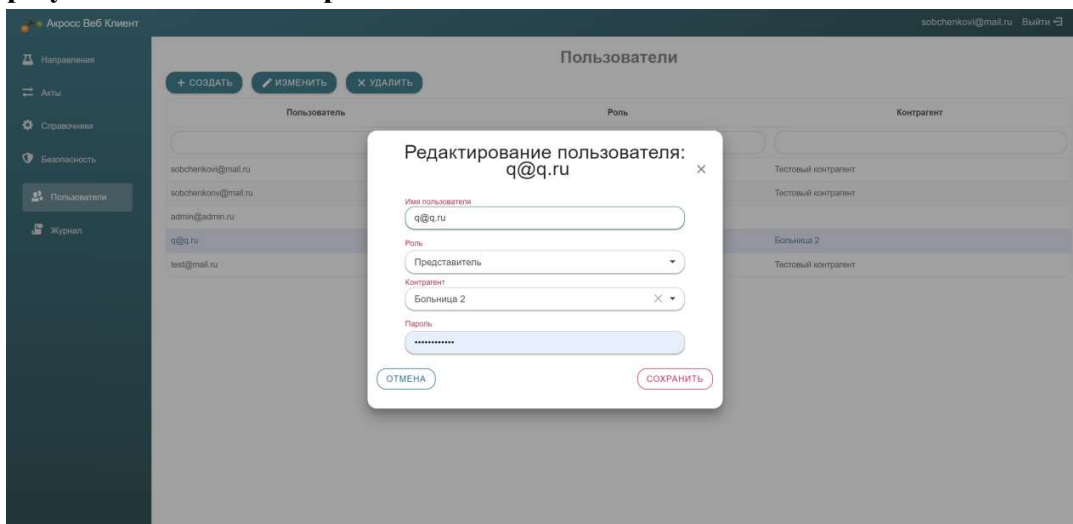 Акросс Веб Клиент
sobchenkovi@mail.ru Выйти
Направления
Пользователи
+ СОЗДАТЬ ИЗМЕНИТЬ × УДАЛИТЬ
Акты
Пользователь Роль Контрагент
Справочники
Безопасность
Редактирование пользователя:
q@q.ru
sobchenkovi@mail.ru Тестовый контрагент
Пользователи
sobchenkonv@mail.ru Тестовый контрагент
Имя пользователя
q@q.ru
admin@admin.ru
Журнал
q@q.ru Больница 2
Роль
Представитель
test@mail.ru Тестовый контрагент
Контрагент
Больница 2
Пароль
••••••••••••
ОТМЕНА СОХРАНИТЬ